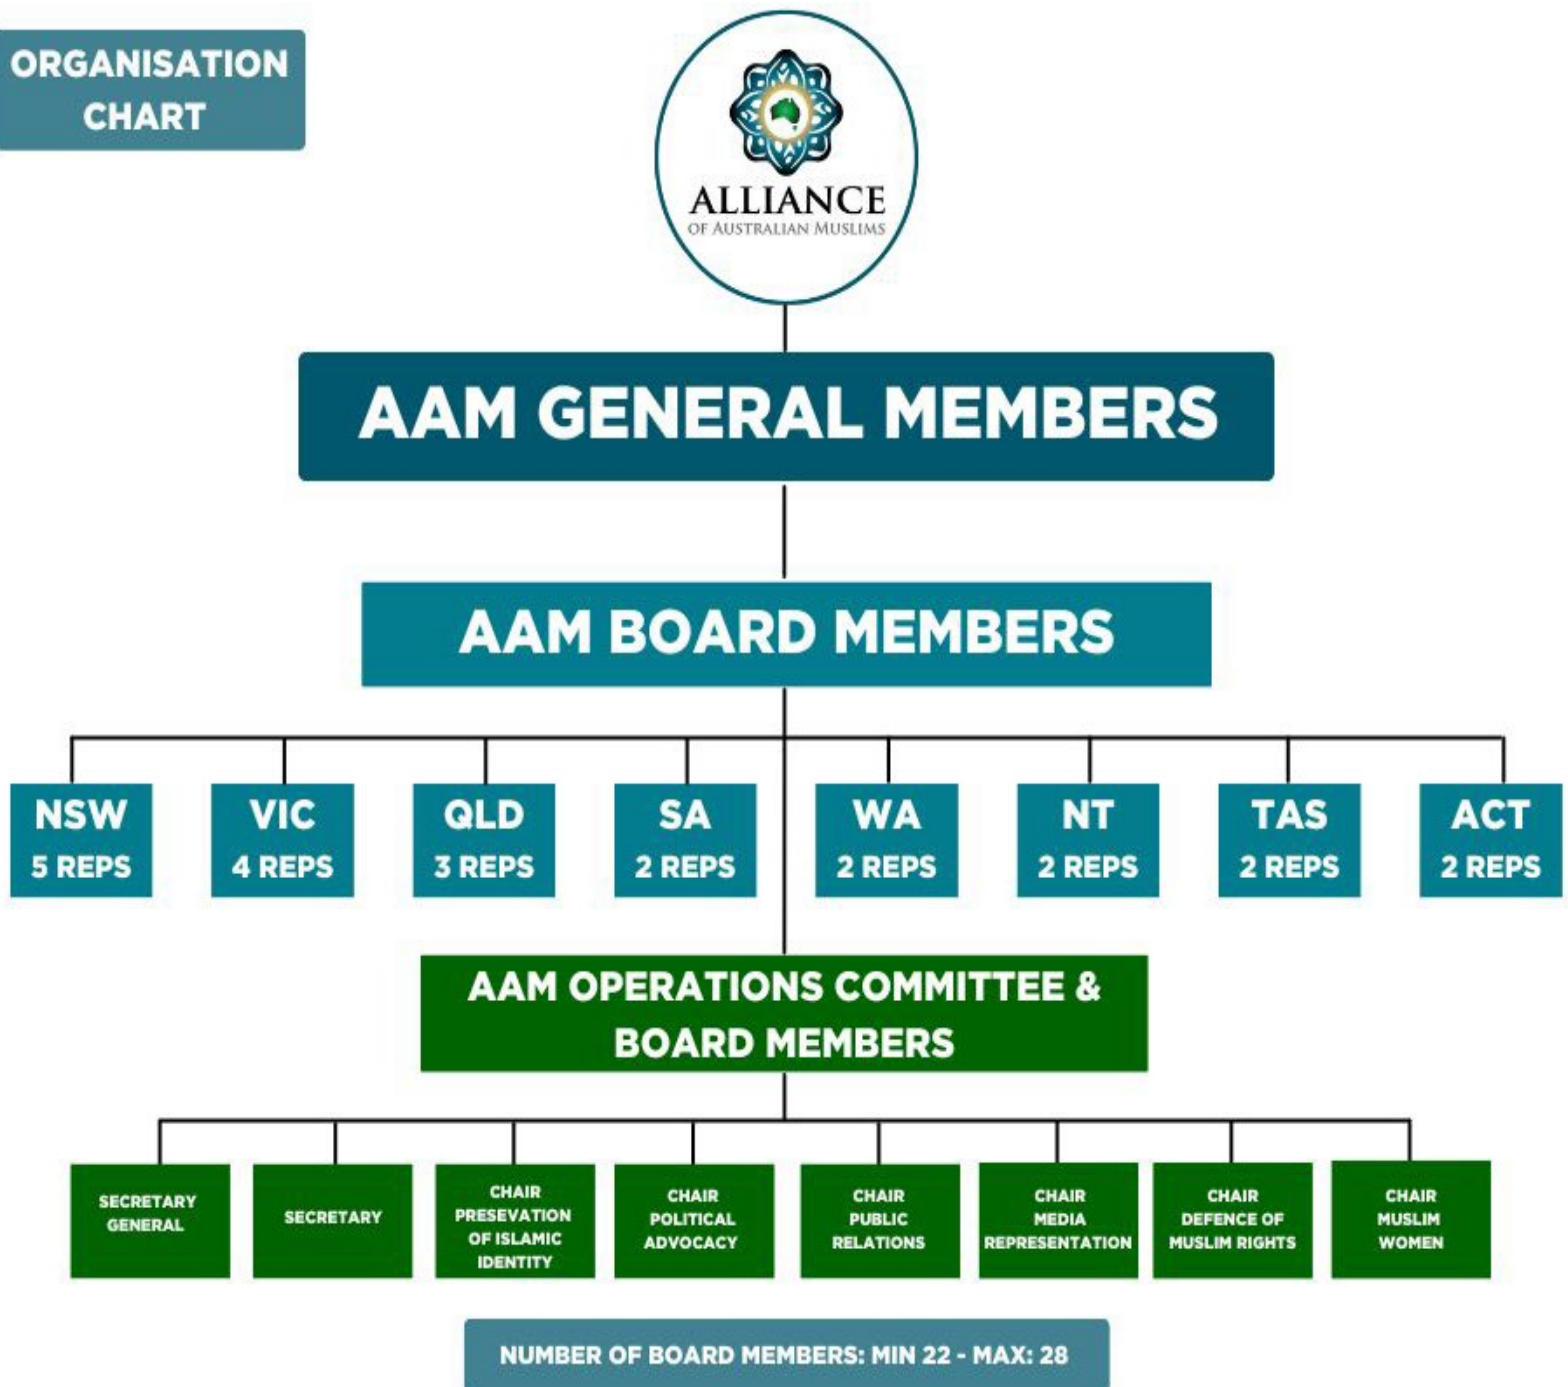 ORGANISATION
CHART
ALLIANCE
OF AUSTRALIAN MUSLIMS
AAM GENERAL MEMBERS
AAM BOARD MEMBERS
NSW
5 REPS
VIC
4 REPS
QLD
3 REPS
SA
2 REPS
WA
2 REPS
NT
2 REPS
TAS
2 REPS
ACT
2 REPS
AAM OPERATIONS COMMITTEE &
BOARD MEMBERS
SECRETARY
GENERAL
SECRETARY
CHAIR
PRESEVATION
OF ISLAMIC
IDENTITY
CHAIR
POLITICAL
ADVOCACY
CHAIR
PUBLIC
RELATIONS
CHAIR
MEDIA
REPRESENTATION
CHAIR
DEFENCE OF
MUSLIM RIGHTS
CHAIR
MUSLIM
WOMEN
NUMBER OF BOARD MEMBERS: MIN 22 - MAX: 28